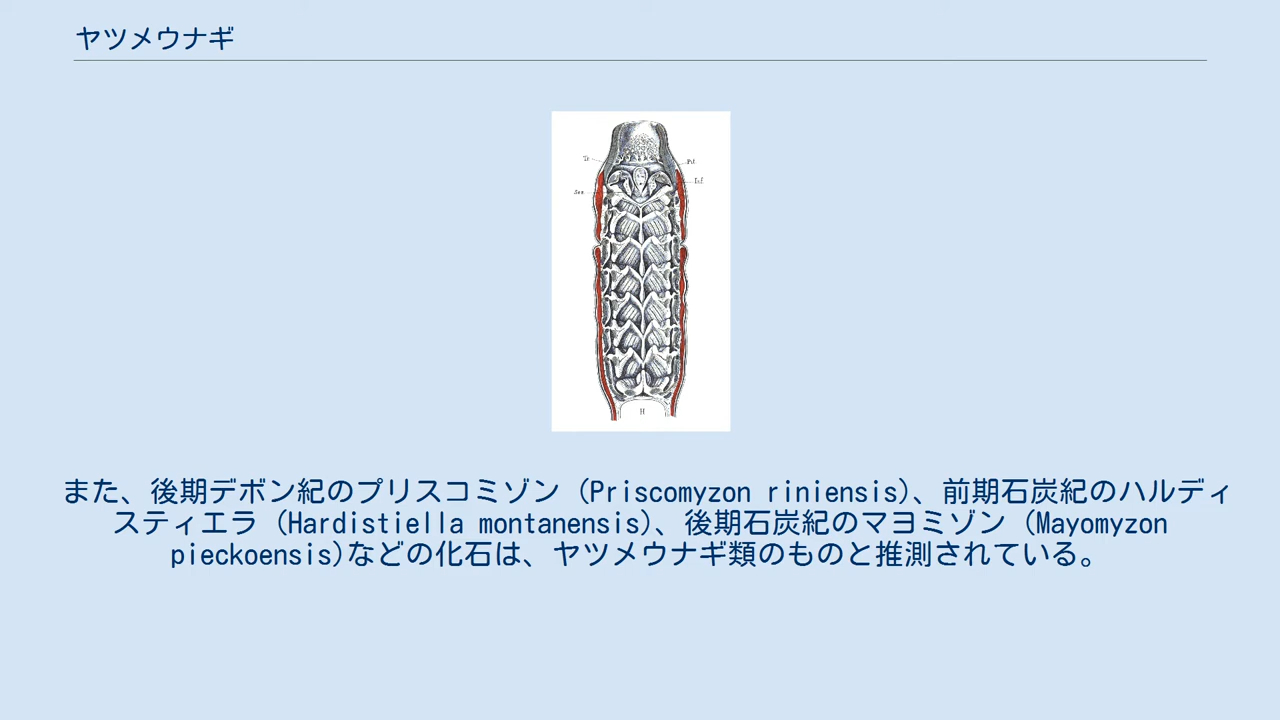 ヤツメウナギ
H
また、後期デボン紀のプリスコミゾン (Priscomyzon riniensis)、前期石炭紀のハルディ
スティエラ (Hardistiella montanensis)、後期石炭紀のマヨミゾン (Mayomyzon
pieckoensis)などの化石は、ヤツメウナギ類のものと推測されている。